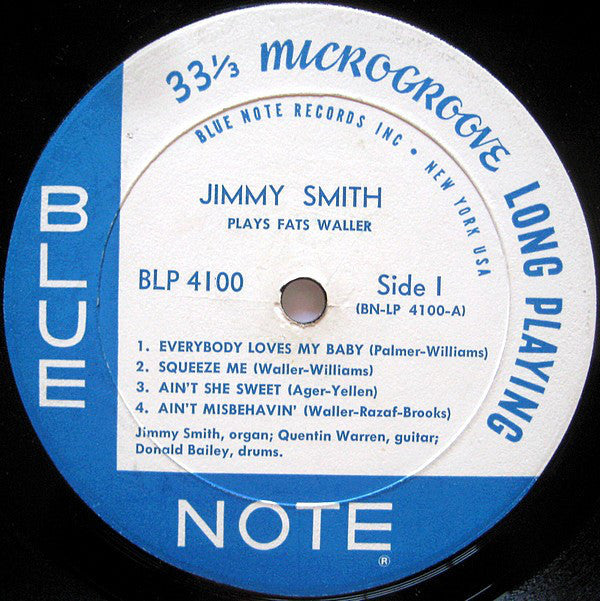 33⅓ MICROGROOVE LONG PLAYING
BLUE NOTE RECORDS INC • NEW YORK USA
JIMMY SMITH
PLAYS FATS WALLER
BLP 4100
Side 1
(BN-LP 4100-A)
1. EVERYBODY LOVES MY BABY (Palmer-Williams)
2. SQUEEZE ME (Waller-Williams)
3. AIN'T SHE SWEET (Ager-Yellen)
4. AIN'T MISBEHAVIN' (Waller-Razaf-Brooks)
Jimmy Smith, organ; Quentin Warren, guitar;
Donald Bailey, drums.
BLUE
NOTE
®